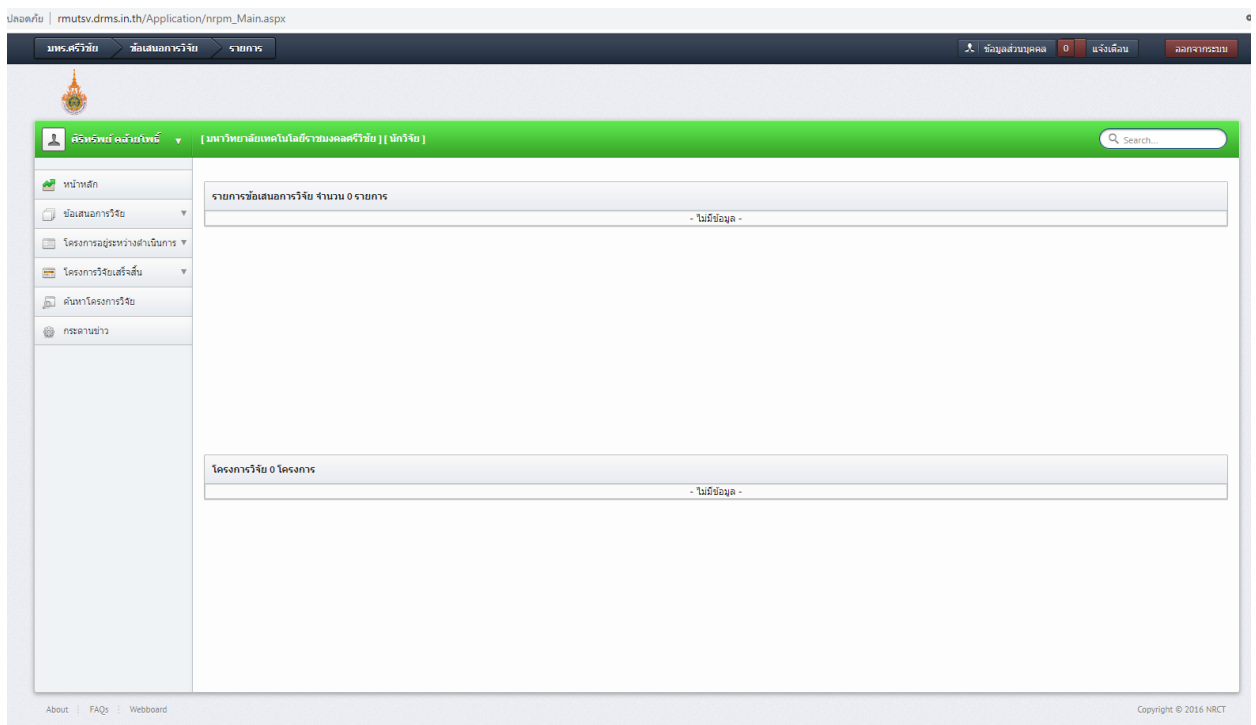 ปลอดภัย | rmutsv.drms.in.th/Application/nrpm_Main.aspx
มทร.ศรีวิชัย ข้อเสนอการวิจัย รายการ ข้อมูลส่วนบุคคล 0 แจ้งเตือน ออกจากระบบ
ศิริทรัพย์ คล้ายโพธิ์ [ มหาวิทยาลัยเทคโนโลยีราชมงคลศรีวิชัย ] [ นักวิจัย ] Search...
หน้าหลัก
ข้อเสนอการวิจัย
โครงการอยู่ระหว่างดำเนินการ
โครงการวิจัยเสร็จสิ้น
ค้นหาโครงการวิจัย
กระดานข่าว
รายการข้อเสนอการวิจัย จำนวน 0 รายการ
- ไม่มีข้อมูล -
โครงการวิจัย 0 โครงการ
- ไม่มีข้อมูล -
About FAQs Webboard Copyright © 2016 NRCT